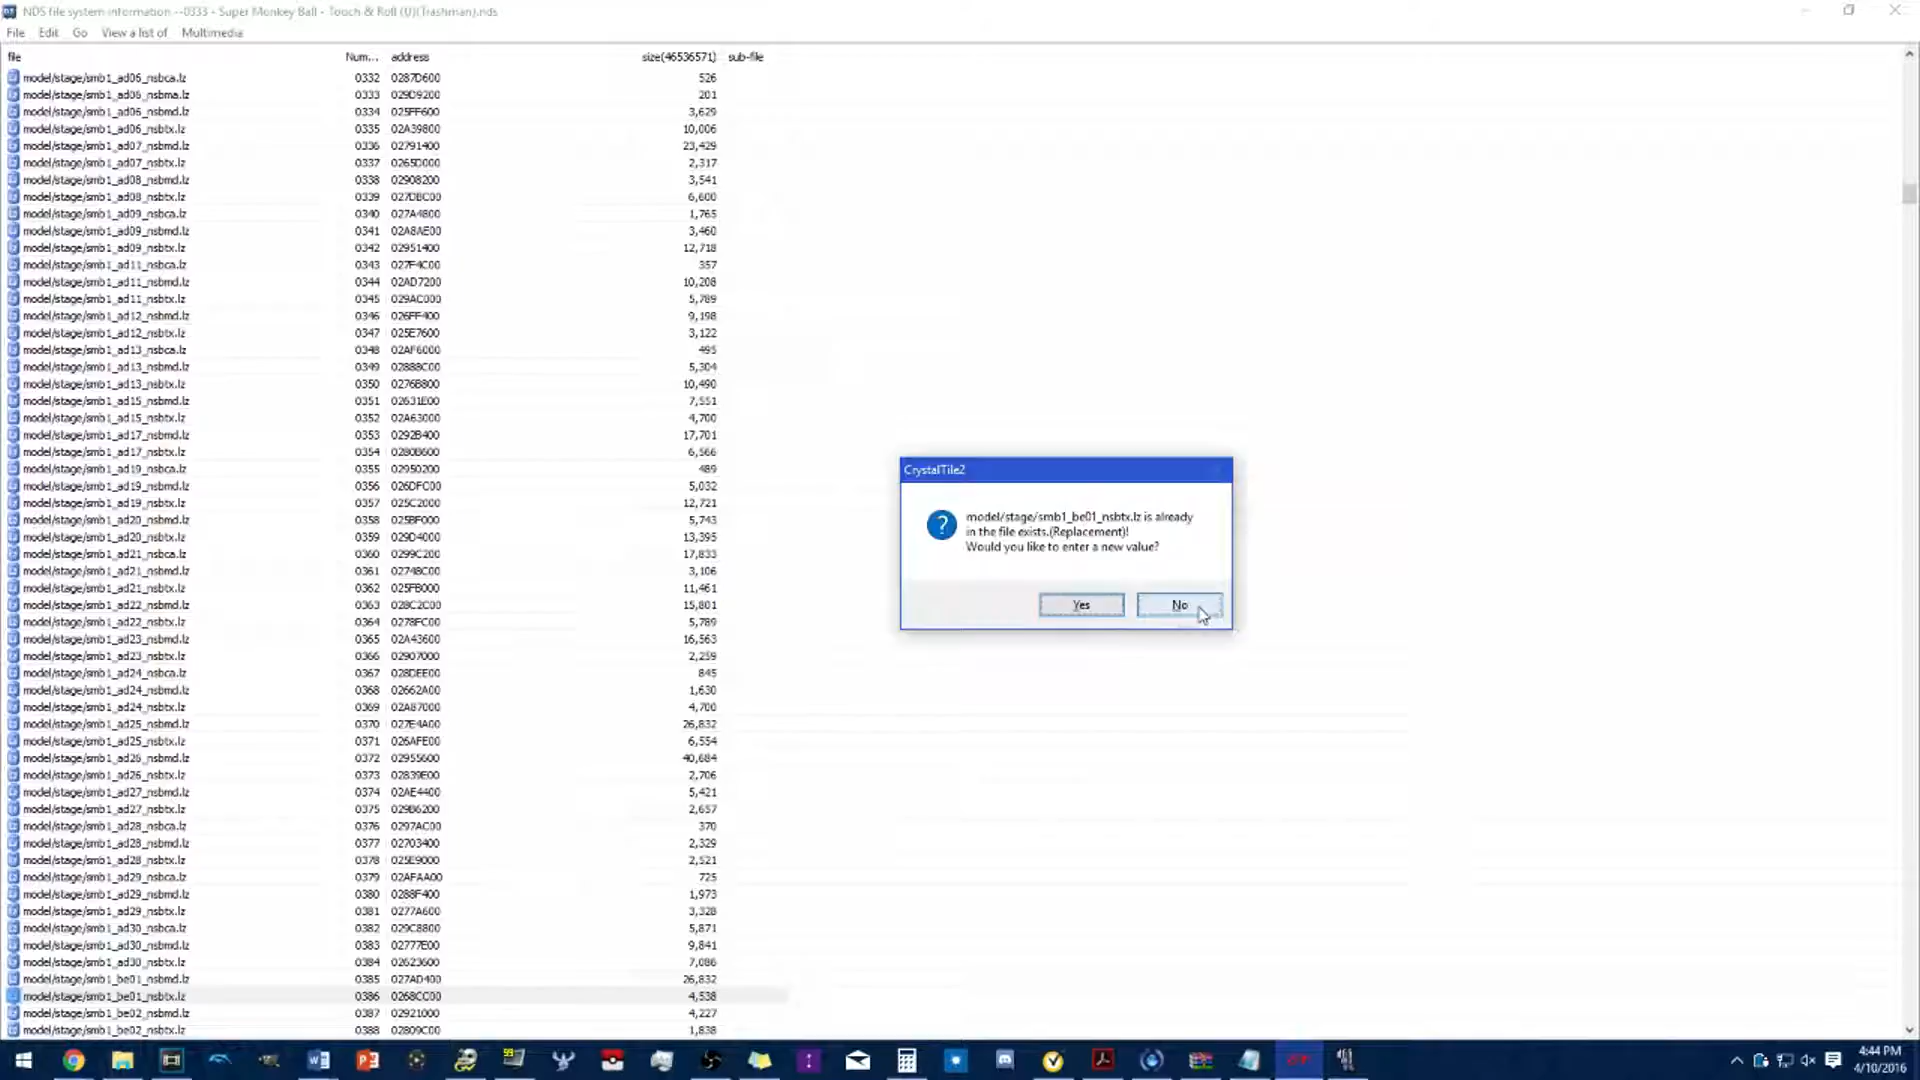 NDS file system information --0333 - Super Monkey Ball - Touch & Roll (U)(Trashman).nds
File Edit Go View a list of Multimedia
file Num... address size(46536571) sub-file
model/stage/smb1_ad06_nsbca.lz 0332 0287D600 526
model/stage/smb1_ad06_nsbma.lz 0333 029D9200 201
model/stage/smb1_ad06_nsbmd.lz 0334 025FF600 3,629
model/stage/smb1_ad06_nsbtx.lz 0335 02A39800 10,006
model/stage/smb1_ad07_nsbmd.lz 0336 02791400 23,429
model/stage/smb1_ad07_nsbtx.lz 0337 0265D000 2,317
model/stage/smb1_ad08_nsbmd.lz 0338 02908200 3,541
model/stage/smb1_ad08_nsbtx.lz 0339 027DBC00 6,600
model/stage/smb1_ad09_nsbca.lz 0340 027A4800 1,765
model/stage/smb1_ad09_nsbmd.lz 0341 02A8AE00 3,460
model/stage/smb1_ad09_nsbtx.lz 0342 02951400 12,718
model/stage/smb1_ad11_nsbca.lz 0343 027F4C00 357
model/stage/smb1_ad11_nsbmd.lz 0344 02AD7200 10,208
model/stage/smb1_ad11_nsbtx.lz 0345 029AC000 5,789
model/stage/smb1_ad12_nsbmd.lz 0346 026FF400 9,198
model/stage/smb1_ad12_nsbtx.lz 0347 025E7600 3,122
model/stage/smb1_ad13_nsbca.lz 0348 02AF6000 495
model/stage/smb1_ad13_nsbmd.lz 0349 02888C00 5,304
model/stage/smb1_ad13_nsbtx.lz 0350 0276B800 10,490
model/stage/smb1_ad15_nsbmd.lz 0351 02631E00 7,551
model/stage/smb1_ad15_nsbtx.lz 0352 02A63000 4,700
model/stage/smb1_ad17_nsbmd.lz 0353 0292B400 17,701
model/stage/smb1_ad17_nsbtx.lz 0354 0280B600 6,566
model/stage/smb1_ad19_nsbca.lz 0355 02950200 489
model/stage/smb1_ad19_nsbmd.lz 0356 026DFC00 5,032
model/stage/smb1_ad19_nsbtx.lz 0357 025C2000 12,721
model/stage/smb1_ad20_nsbmd.lz 0358 025BF000 5,743
model/stage/smb1_ad20_nsbtx.lz 0359 029D4000 13,395
model/stage/smb1_ad21_nsbca.lz 0360 0299C200 17,833
model/stage/smb1_ad21_nsbmd.lz 0361 02748C00 3,106
model/stage/smb1_ad21_nsbtx.lz 0362 025FB000 11,461
model/stage/smb1_ad22_nsbmd.lz 0363 028C2C00 15,801
model/stage/smb1_ad22_nsbtx.lz 0364 0278FC00 5,789
model/stage/smb1_ad23_nsbmd.lz 0365 02A43600 16,563
model/stage/smb1_ad23_nsbtx.lz 0366 02907000 2,259
model/stage/smb1_ad24_nsbca.lz 0367 028DEE00 845
model/stage/smb1_ad24_nsbmd.lz 0368 02662A00 1,630
model/stage/smb1_ad24_nsbtx.lz 0369 02A87000 4,700
model/stage/smb1_ad25_nsbmd.lz 0370 027E4A00 26,832
model/stage/smb1_ad25_nsbtx.lz 0371 026AFE00 6,554
model/stage/smb1_ad26_nsbmd.lz 0372 02955600 40,684
model/stage/smb1_ad26_nsbtx.lz 0373 02839E00 2,706
model/stage/smb1_ad27_nsbmd.lz 0374 02AE4400 5,421
model/stage/smb1_ad27_nsbtx.lz 0375 029B6200 2,657
model/stage/smb1_ad28_nsbca.lz 0376 0297AC00 370
model/stage/smb1_ad28_nsbmd.lz 0377 02703400 2,329
model/stage/smb1_ad28_nsbtx.lz 0378 025E9000 2,521
model/stage/smb1_ad29_nsbca.lz 0379 02AFAA00 725
model/stage/smb1_ad29_nsbmd.lz 0380 0288F400 1,973
model/stage/smb1_ad29_nsbtx.lz 0381 0277A600 3,328
model/stage/smb1_ad30_nsbca.lz 0382 029C8800 5,871
model/stage/smb1_ad30_nsbmd.lz 0383 02777E00 9,841
model/stage/smb1_ad30_nsbtx.lz 0384 02623600 7,086
model/stage/smb1_be01_nsbmd.lz 0385 027AD400 26,832
model/stage/smb1_be01_nsbtx.lz 0386 0268CC00 4,538
model/stage/smb1_be02_nsbmd.lz 0387 02921000 4,227
model/stage/smb1_be02_nsbtx.lz 0388 02809C00 1,838
CrystalTile2
model/stage/smb1_be01_nsbtx.lz is already
in the file exists.(Replacement)!
Would you like to enter a new value?
Yes No
4:44 PM
4/10/2016